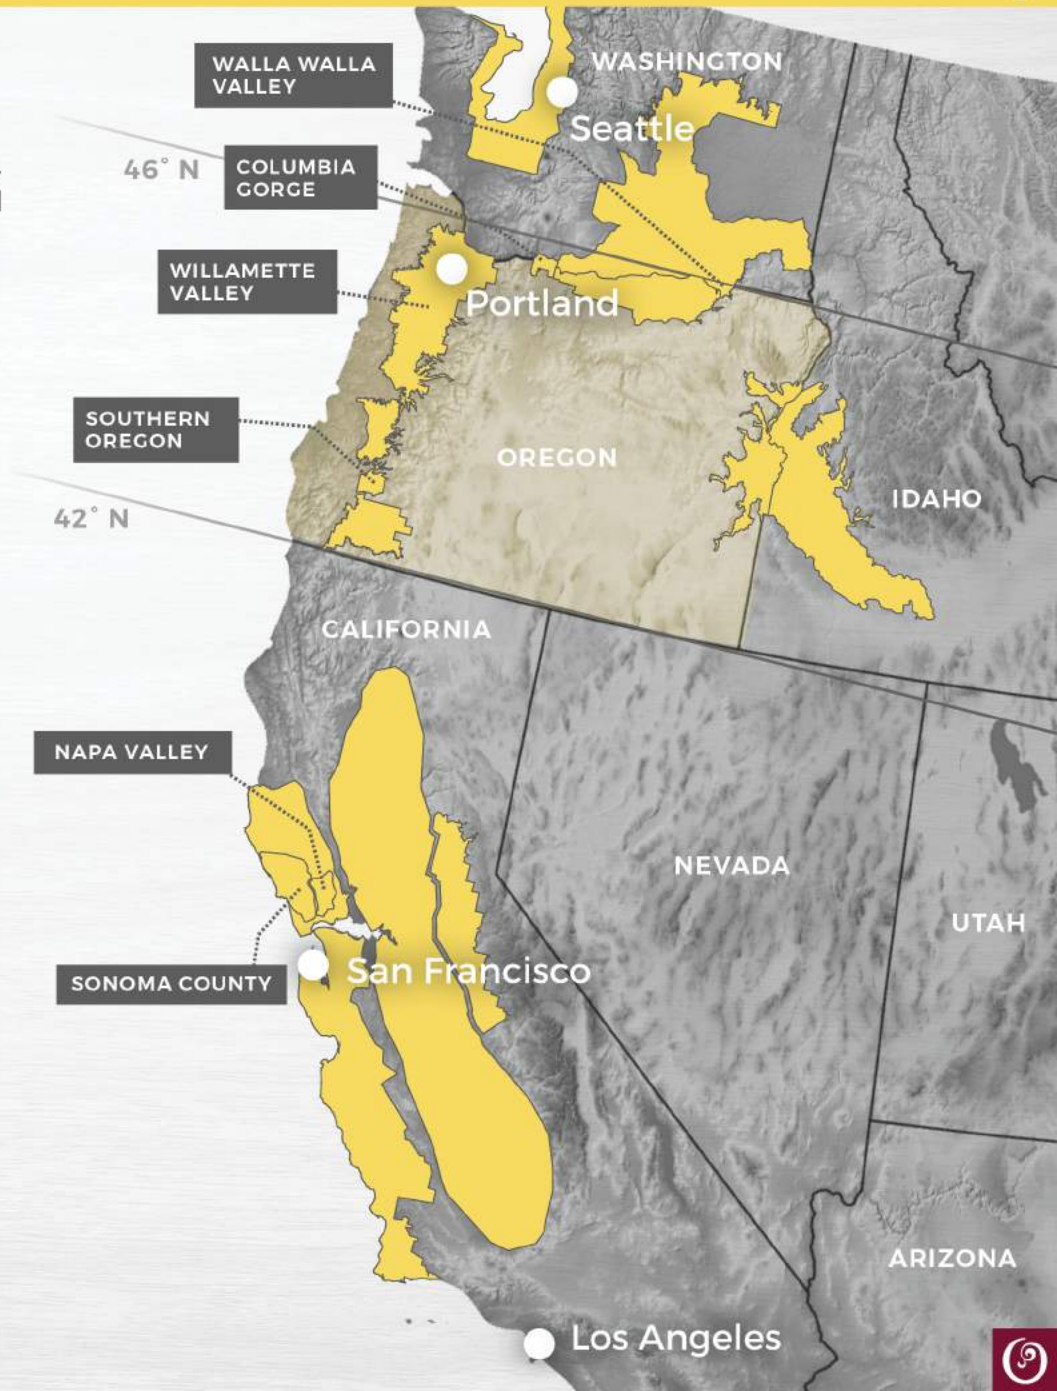 WALLA WALLA
VALLEY
WASHINGTON
Seattle
46° N
COLUMBIA
GORGE
WILLAMETTE
VALLEY
Portland
SOUTHERN
OREGON
OREGON
IDAHO
42° N
CALIFORNIA
NAPA VALLEY
NEVADA
UTAH
San Francisco
SONOMA COUNTY
ARIZONA
Los Angeles